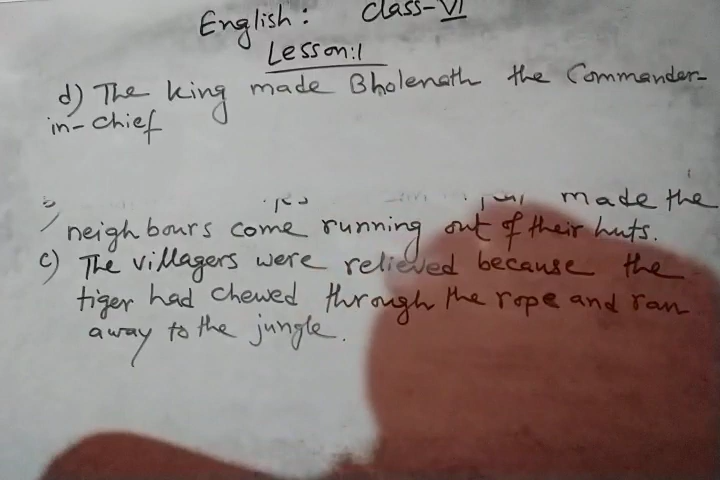 English: Class-VI
Lesson:1
d) The king made Bholenath the Commander-
in-chief
made the
neighbours come running out of their huts.
c) The villagers were relieved because the
tiger had chewed through the rope and ran
away to the jungle.